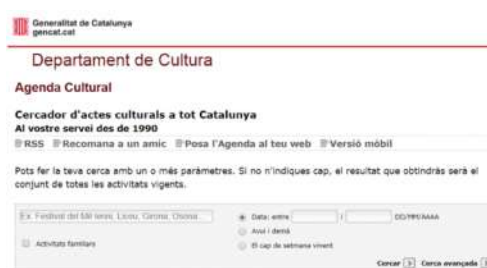 Generalitat de Catalunya
gencat.cat
Departament de Cultura
Agenda Cultural
Cercador d'actes culturals a tot Catalunya
Al vostre servei des de 1990
RSS Recomana a un amic Posa l'Agenda al teu web Versió mòbil
Pots fer la teva cerca amb un o més paràmetres. Si no n'indiques cap, el resultat que obtindràs serà el
conjunt de totes les activitats vigents.
Ex. Festival del Mil·lenni, Liceu, Girona, Osona... Data: entre i DD/MM/AAAA
Avui i demà
Activitats familiars El cap de setmana vinent
Cercar Cerca avançada